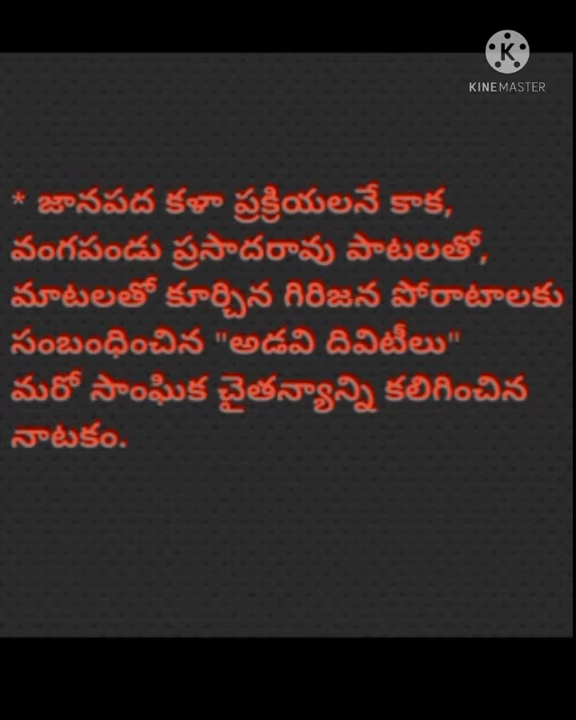 KINEMASTER
* జానపద కళా ప్రక్రియలనే కాక,
వంగపండు ప్రసాదరావు పాటలతో,
మాటలతో కూర్చిన గిరిజన పోరాటాలకు
సంబంధించిన "అడవి దివిటీలు"
మరో సాంఘిక చైతన్యాన్ని కలిగించిన
నాటకం.